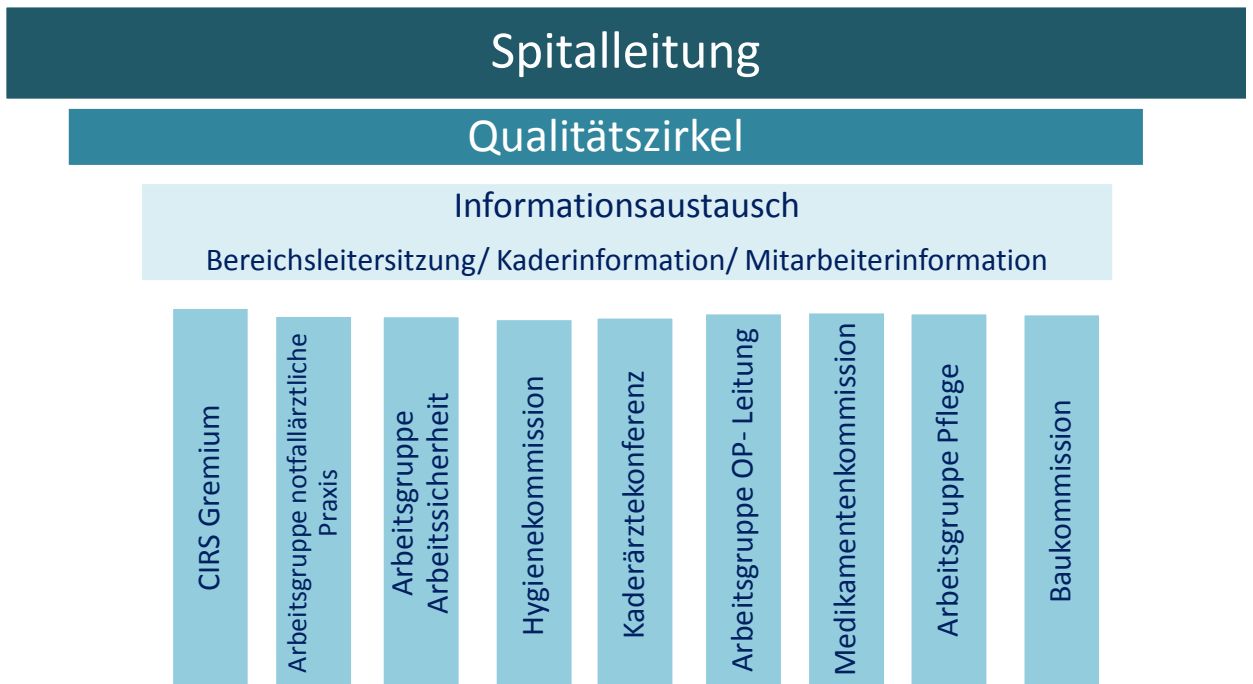 Spitalleitung
Qualitätszirkel
Informationsaustausch
Bereichsleitersitzung/ Kaderinformation/ Mitarbeiterinformation
CIRS Gremium
Arbeitsgruppe notfallärztliche
Praxis
Arbeitsgruppe
Arbeitssicherheit
Hygienekommission
Kaderärztekonferenz
Arbeitsgruppe OP- Leitung
Medikamentenkommission
Arbeitsgruppe Pflege
Baukommission